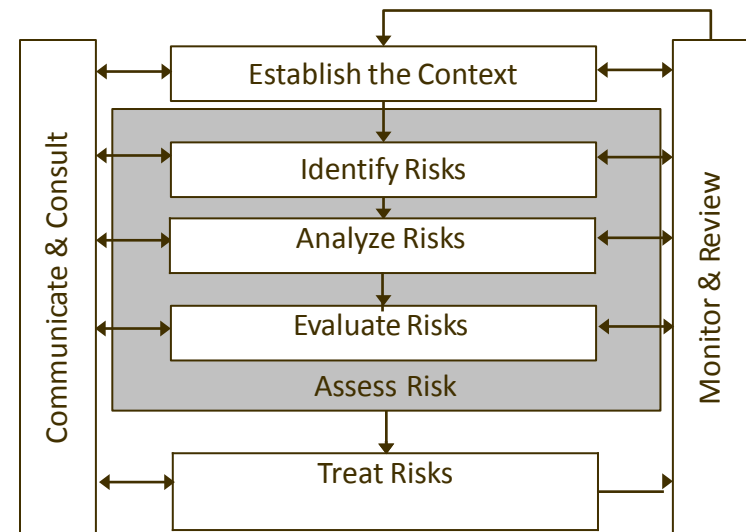 Establish the Context
Identify Risks
Analyze Risks
Evaluate Risks
Assess Risk
Treat Risks
Communicate & Consult
Monitor & Review